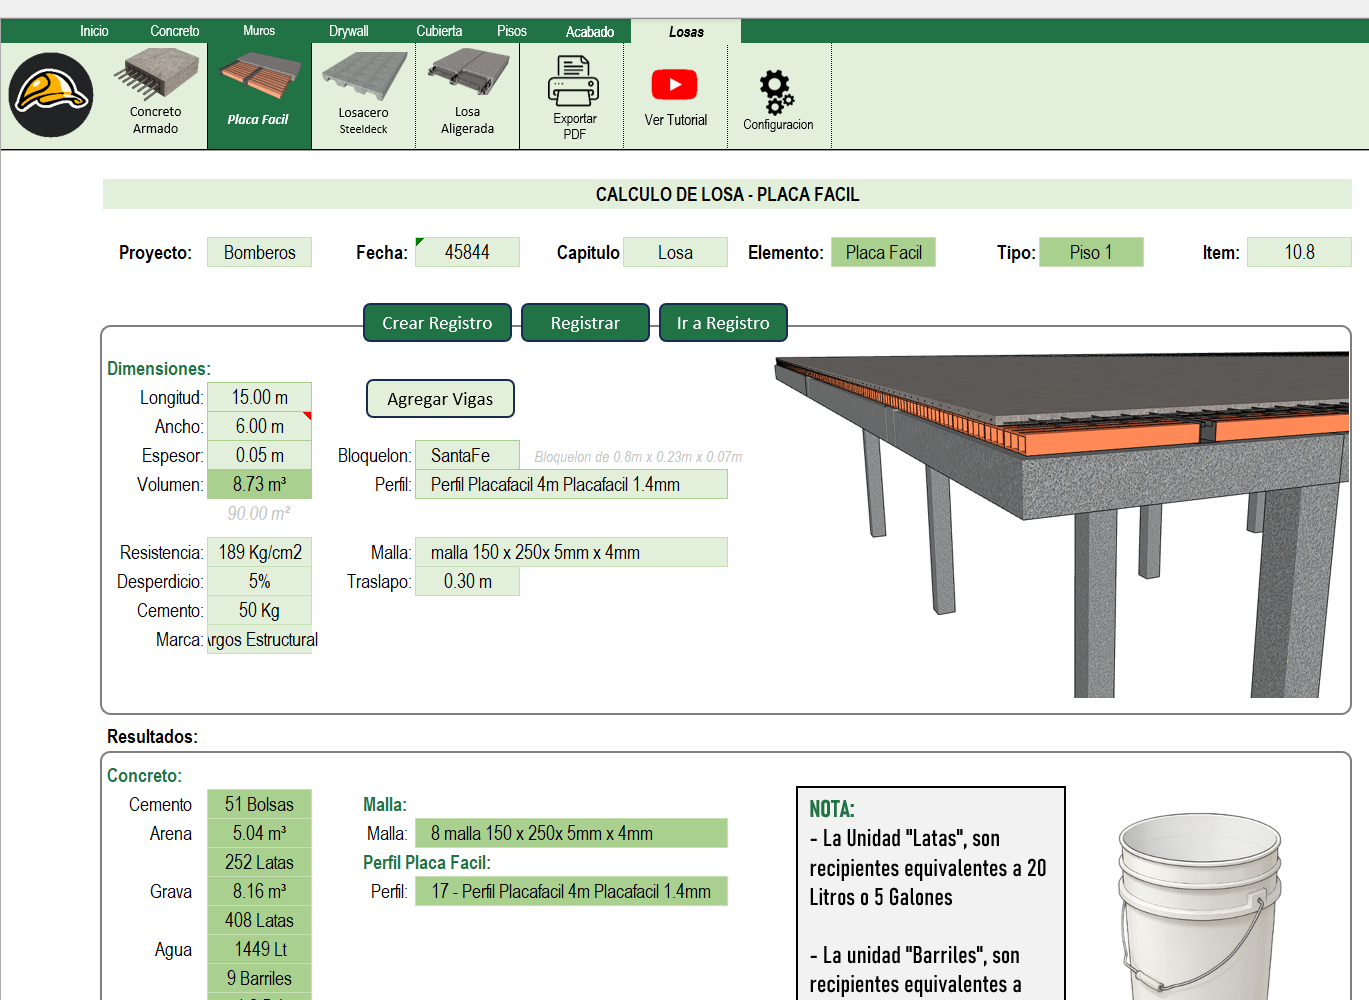 Inicio Concreto Muros Drywall Cubierta Pisos Acabado Losas
Concreto
Armado
Placa Facil
Losacero
Steeldeck
Losa
Aligerada
Exportar
PDF
Ver Tutorial
Configuracion
CALCULO DE LOSA - PLACA FACIL
Proyecto: Bomberos Fecha: 45844 Capitulo Losa Elemento: Placa Facil Tipo: Piso 1 Item: 10.8
Crear Registro Registrar Ir a Registro
Dimensiones:
Longitud: 15.00 m
Agregar Vigas
Ancho: 6.00 m
Espesor: 0.05 m Bloquelon: SantaFe Bloquelon de 0.8m x 0.23m x 0.07m
Volumen: 8.73 m³ Perfil: Perfil Placafacil 4m Placafacil 1.4mm
90.00 m²
Resistencia: 189 Kg/cm2 Malla: malla 150 x 250x 5mm x 4mm
Desperdicio: 5% Traslapo: 0.30 m
Cemento: 50 Kg
Marca: Argos Estructural
Resultados:
Concreto:
Cemento 51 Bolsas Malla:
Arena 5.04 m³ Malla: 8 malla 150 x 250x 5mm x 4mm
252 Latas Perfil Placa Facil:
Grava 8.16 m³ Perfil: 17 - Perfil Placafacil 4m Placafacil 1.4mm
408 Latas
Agua 1449 Lt
9 Barriles
NOTA:
- La Unidad "Latas", son
recipientes equivalentes a 20
Litros o 5 Galones
- La unidad "Barriles", son
recipientes equivalentes a